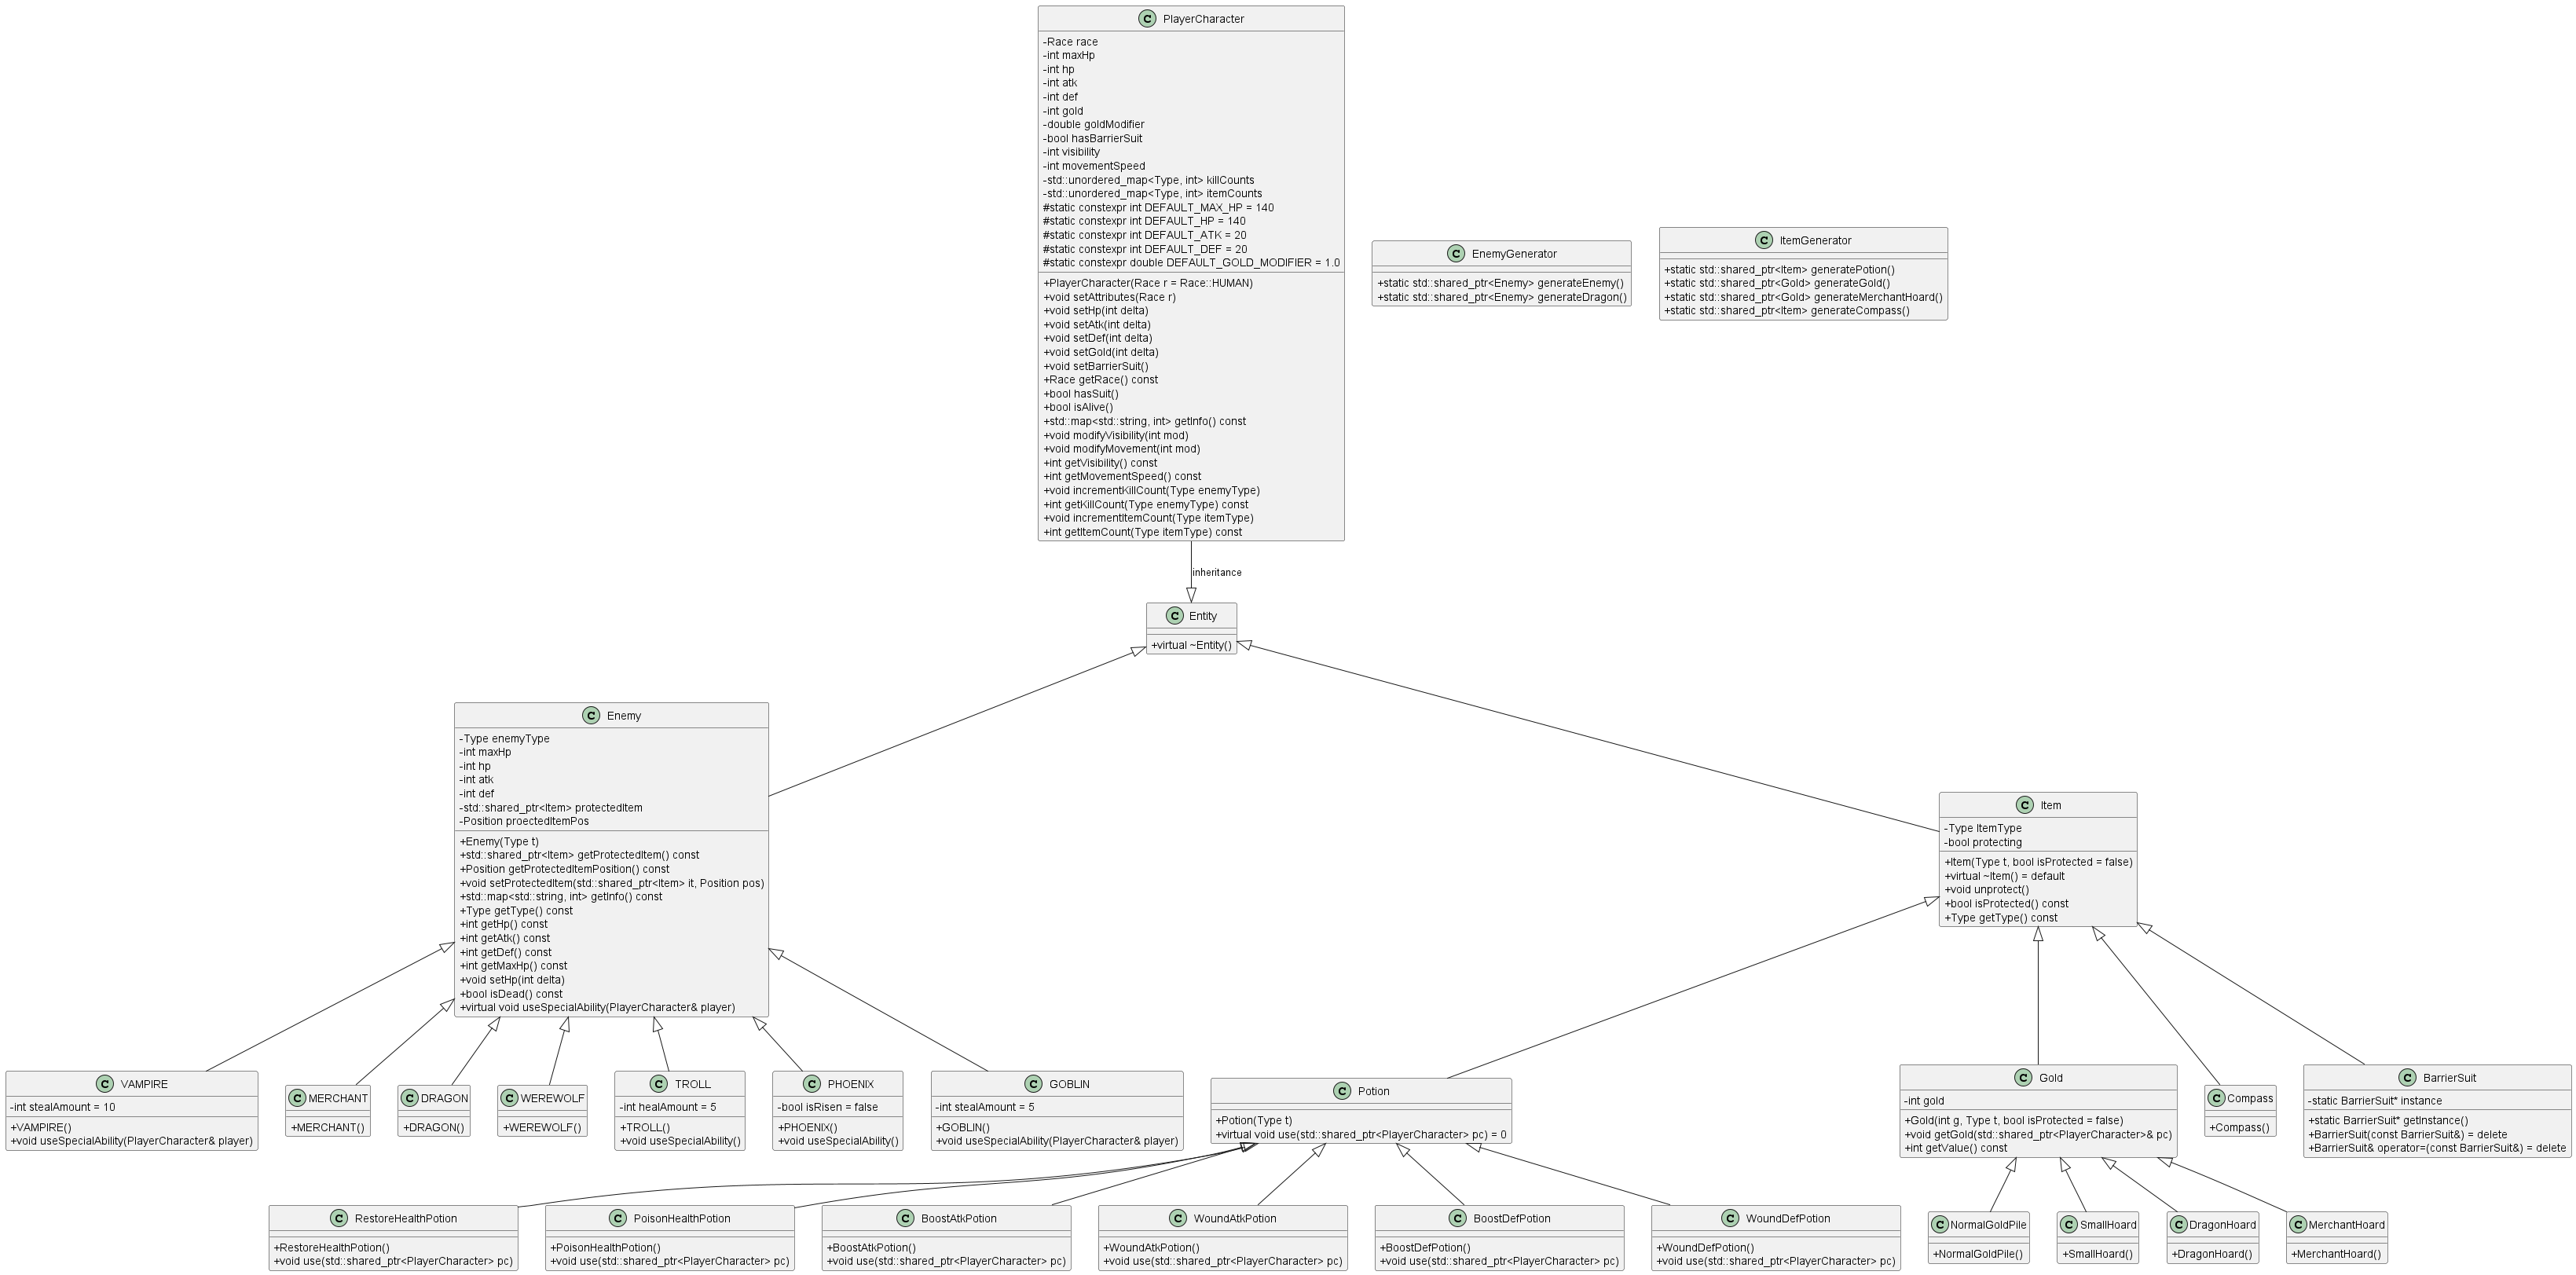 C PlayerCharacter
-Race race
-int maxHp
-int hp
-int atk
-int def
-int gold
-double goldModifier
-bool hasBarrierSuit
-int visibility
-int movementSpeed
-std::unordered_map<Type, int> killCounts
-std::unordered_map<Type, int> itemCounts
#static constexpr int DEFAULT_MAX_HP = 140
#static constexpr int DEFAULT_HP = 140
#static constexpr int DEFAULT_ATK = 20
#static constexpr int DEFAULT_DEF = 20
#static constexpr double DEFAULT_GOLD_MODIFIER = 1.0
+PlayerCharacter(Race r = Race::HUMAN)
+void setAttributes(Race r)
+void setHp(int delta)
+void setAtk(int delta)
+void setDef(int delta)
+void setGold(int delta)
+void setBarrierSuit()
+Race getRace() const
+bool hasSuit()
+bool isAlive()
+std::map<std::string, int> getInfo() const
+void modifyVisibility(int mod)
+void modifyMovement(int mod)
+int getVisibility() const
+int getMovementSpeed() const
+void incrementKillCount(Type enemyType)
+int getKillCount(Type enemyType) const
+void incrementItemCount(Type itemType)
+int getItemCount(Type itemType) const
C EnemyGenerator
+static std::shared_ptr<Enemy> generateEnemy()
+static std::shared_ptr<Enemy> generateDragon()
C ItemGenerator
+static std::shared_ptr<Item> generatePotion()
+static std::shared_ptr<Gold> generateGold()
+static std::shared_ptr<Gold> generateMerchantHoard()
+static std::shared_ptr<Item> generateCompass()
inheritance
C Entity
+virtual ~Entity()
C Enemy
-Type enemyType
-int maxHp
-int hp
-int atk
-int def
-std::shared_ptr<Item> protectedItem
-Position proectedItemPos
+Enemy(Type t)
+std::shared_ptr<Item> getProtectedItem() const
+Position getProtectedItemPosition() const
+void setProtectedItem(std::shared_ptr<Item> it, Position pos)
+std::map<std::string, int> getInfo() const
+Type getType() const
+int getHp() const
+int getAtk() const
+int getDef() const
+int getMaxHp() const
+void setHp(int delta)
+bool isDead() const
+virtual void useSpecialAbility(PlayerCharacter& player)
C Item
-Type ItemType
-bool protecting
+Item(Type t, bool isProtected = false)
+virtual ~Item() = default
+void unprotect()
+bool isProtected() const
+Type getType() const
C VAMPIRE
-int stealAmount = 10
+VAMPIRE()
+void useSpecialAbility(PlayerCharacter& player)
C MERCHANT
+MERCHANT()
C DRAGON
+DRAGON()
C WEREWOLF
+WEREWOLF()
C TROLL
-int healAmount = 5
+TROLL()
+void useSpecialAbility()
C PHOENIX
-bool isRisen = false
+PHOENIX()
+void useSpecialAbility()
C GOBLIN
-int stealAmount = 5
+GOBLIN()
+void useSpecialAbility(PlayerCharacter& player)
C Potion
+Potion(Type t)
+virtual void use(std::shared_ptr<PlayerCharacter> pc) = 0
C Gold
-int gold
+Gold(int g, Type t, bool isProtected = false)
+void getGold(std::shared_ptr<PlayerCharacter>& pc)
+int getValue() const
C Compass
+Compass()
C BarrierSuit
-static BarrierSuit* instance
+static BarrierSuit* getInstance()
+BarrierSuit(const BarrierSuit&) = delete
+BarrierSuit& operator=(const BarrierSuit&) = delete
C RestoreHealthPotion
+RestoreHealthPotion()
+void use(std::shared_ptr<PlayerCharacter> pc)
C PoisonHealthPotion
+PoisonHealthPotion()
+void use(std::shared_ptr<PlayerCharacter> pc)
C BoostAtkPotion
+BoostAtkPotion()
+void use(std::shared_ptr<PlayerCharacter> pc)
C WoundAtkPotion
+WoundAtkPotion()
+void use(std::shared_ptr<PlayerCharacter> pc)
C BoostDefPotion
+BoostDefPotion()
+void use(std::shared_ptr<PlayerCharacter> pc)
C WoundDefPotion
+WoundDefPotion()
+void use(std::shared_ptr<PlayerCharacter> pc)
C NormalGoldPile
+NormalGoldPile()
C SmallHoard
+SmallHoard()
C DragonHoard
+DragonHoard()
C MerchantHoard
+MerchantHoard()